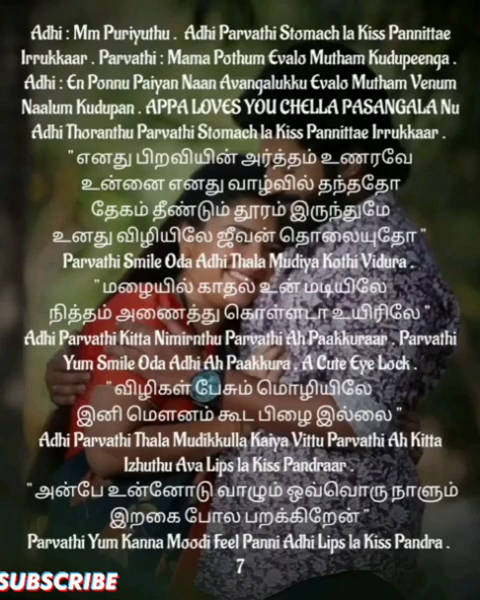 Adhi : Mm Puriyuthu . Adhi Parvathi Stomach la Kiss Pannittae
Irrukkaar . Parvathi : Mama Pothum Evalo Mutham Kudupeenga .
Adhi : En Ponnu Paiyan Naan Avangalukku Evalo Mutham Venum
Naalum Kudupan . APPA LOVES YOU CHELLA PASANGALA Nu
Adhi Thoranthu Parvathi Stomach la Kiss Pannittae Irrukkaar .
"எனது பிறவியின் அர்த்தம் உணரவே
உன்னை எனது வாழ்வில் தந்ததோ
தேகம் தீண்டும் தூரம் இருந்துமே
உனது விழியிலே ஜீவன் தொலையுதோ"
Parvathi Smile Oda Adhi Thala Mudiya Kothi Vidura .
"மழையில் காதல் உன் மடியிலே
நித்தம் அணைத்து கொள்ளடா உயிரிலே"
Adhi Parvathi Kitta Nimirnthu Parvathi Ah Paakkuraar . Parvathi
Yum Smile Oda Adhi Ah Paakkura . A Cute Eye Lock .
"விழிகள் பேசும் மொழியிலே
இனி மௌனம் கூட பிழை இல்லை"
Adhi Parvathi Thala Mudikkulla Kaiya Vittu Parvathi Ah Kitta
Izhuthu Ava Lips la Kiss Pandraar .
"அன்பே உன்னோடு வாழும் ஒவ்வொரு நாளும்
இறகை போல பறக்கிறேன்"
Parvathi Yum Kanna Moodi Feel Panni Adhi Lips la Kiss Pandra .
7
SUBSCRIBE